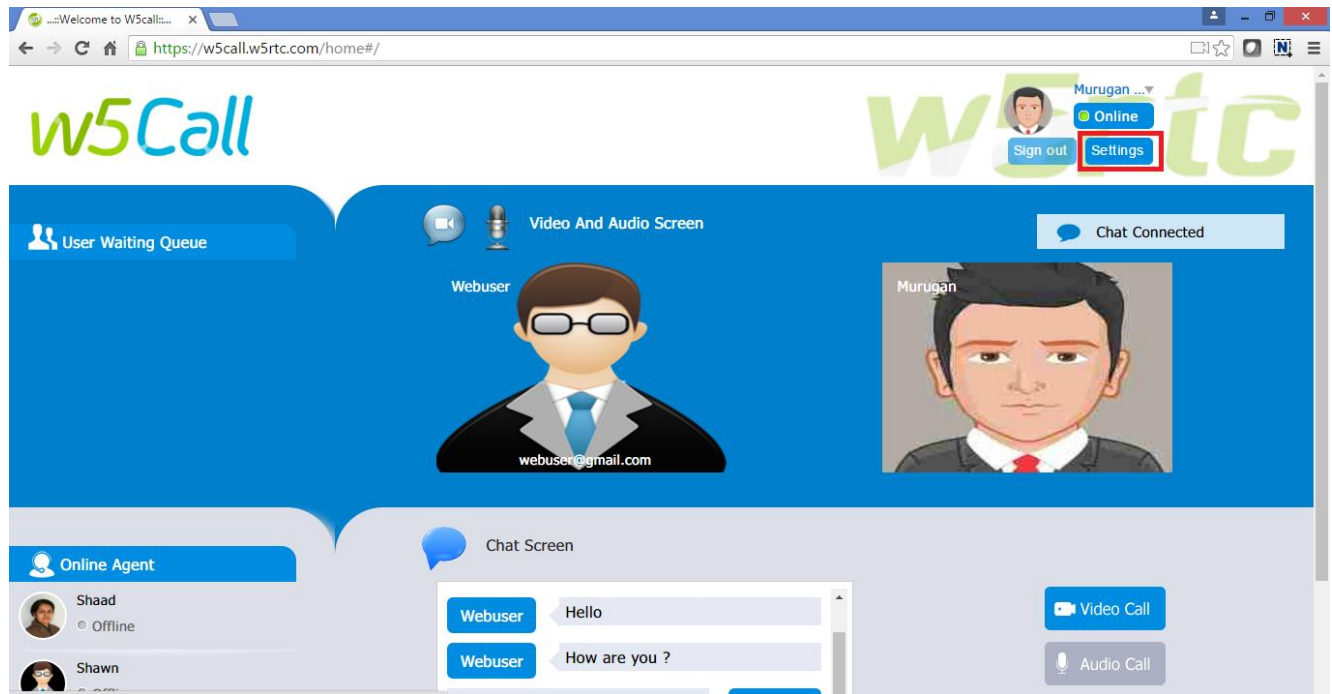 ...::Welcome to W5call::...
https://w5call.w5rtc.com/home#/
w5Call
w5rtc
Murugan ...
Online
Sign out
Settings
User Waiting Queue
Video And Audio Screen
Chat Connected
Webuser
webuser@gmail.com
Murugan
Online Agent
Shaad
Offline
Shawn
Chat Screen
Webuser Hello
Webuser How are you ?
Video Call
Audio Call